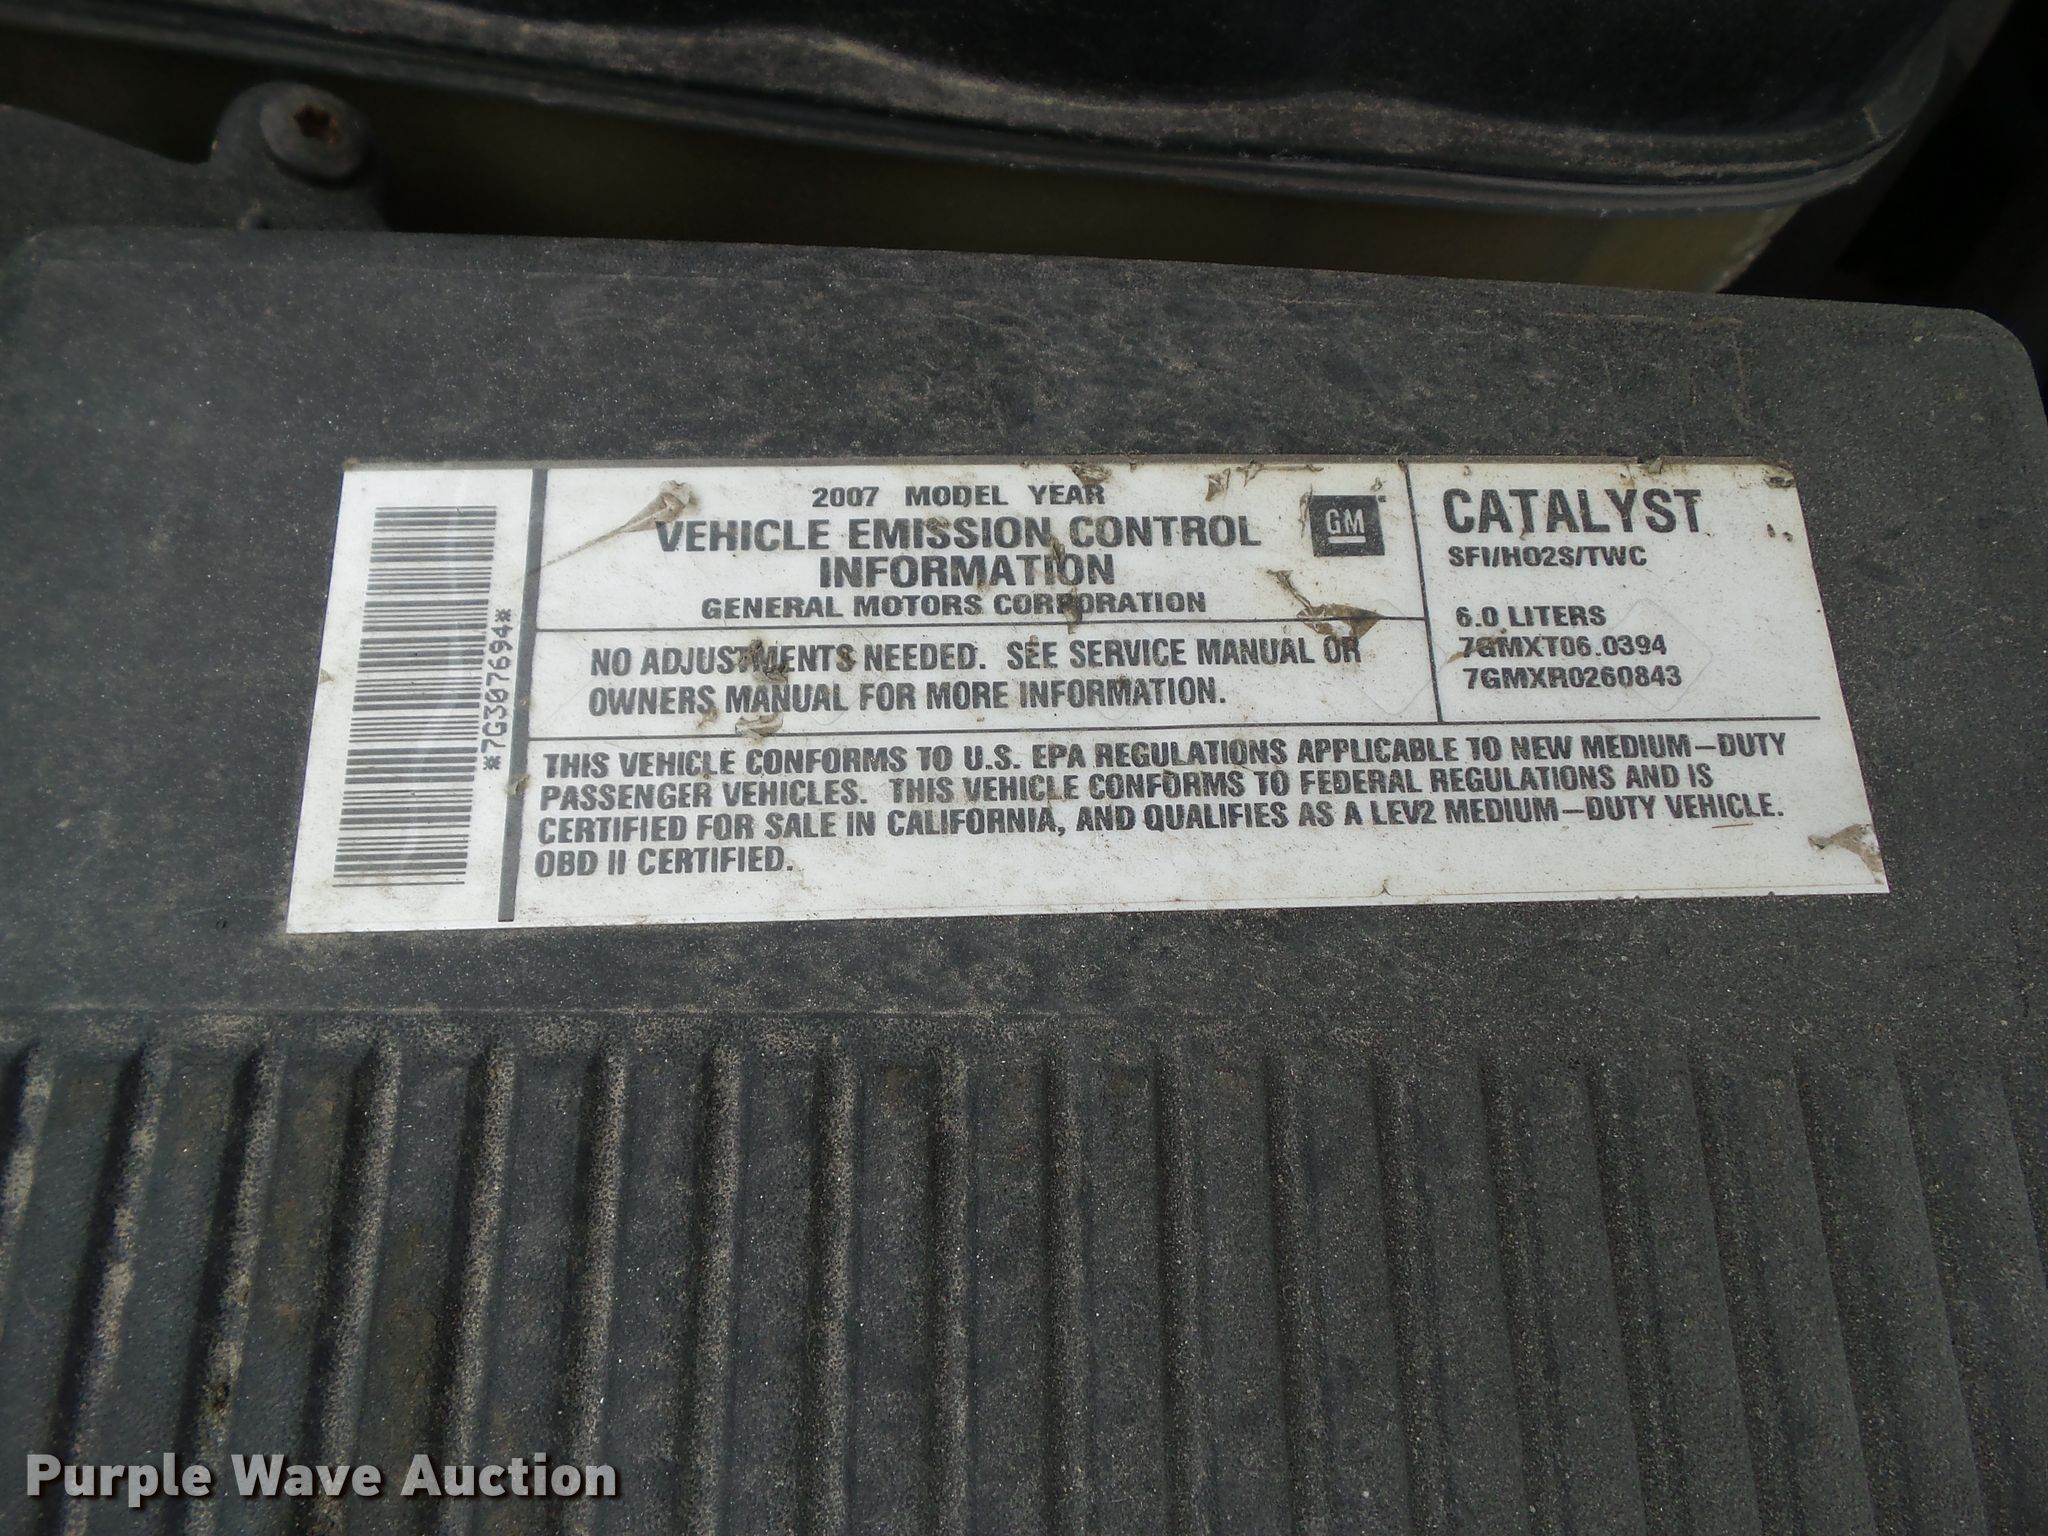 *7G307694*
2007 MODEL YEAR
VEHICLE EMISSION CONTROL
INFORMATION
GENERAL MOTORS CORPORATION
GM
NO ADJUSTMENTS NEEDED. SEE SERVICE MANUAL OR
OWNERS MANUAL FOR MORE INFORMATION.
CATALYST
SFI/HO2S/TWC
6.0 LITERS
7GMXT06.0394
7GMXR0260843
THIS VEHICLE CONFORMS TO U.S. EPA REGULATIONS APPLICABLE TO NEW MEDIUM-DUTY
PASSENGER VEHICLES. THIS VEHICLE CONFORMS TO FEDERAL REGULATIONS AND IS
CERTIFIED FOR SALE IN CALIFORNIA, AND QUALIFIES AS A LEV2 MEDIUM-DUTY VEHICLE.
OBD II CERTIFIED.
Purple Wave Auction